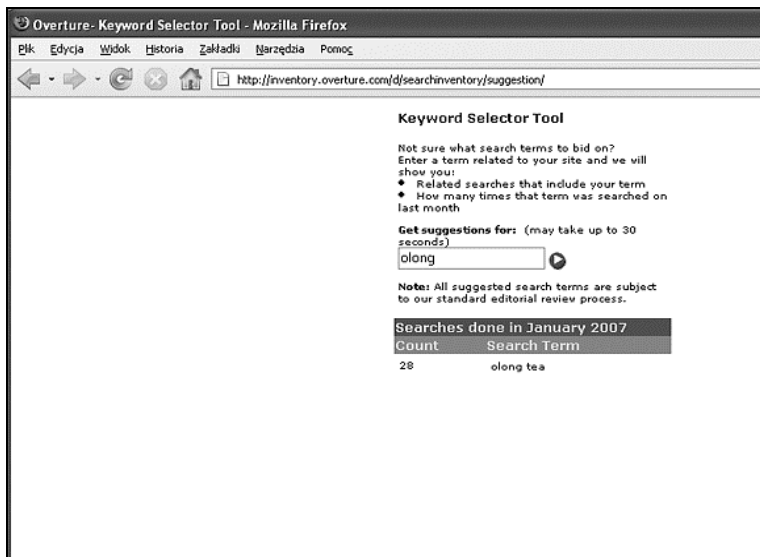 Overture- Keyword Selector Tool - Mozilla Firefox
Plik Edycja Widok Historia Zakładki Narzędzia Pomoc
http://inventory.overture.com/d/searchinventory/suggestion/
Keyword Selector Tool
Not sure what search terms to bid on?
Enter a term related to your site and we will
show you:
◆ Related searches that include your term
◆ How many times that term was searched on
last month
Get suggestions for: (may take up to 30
seconds)
olong
Note: All suggested search terms are subject
to our standard editorial review process.
Searches done in January 2007
Count Search Term
28 olong tea